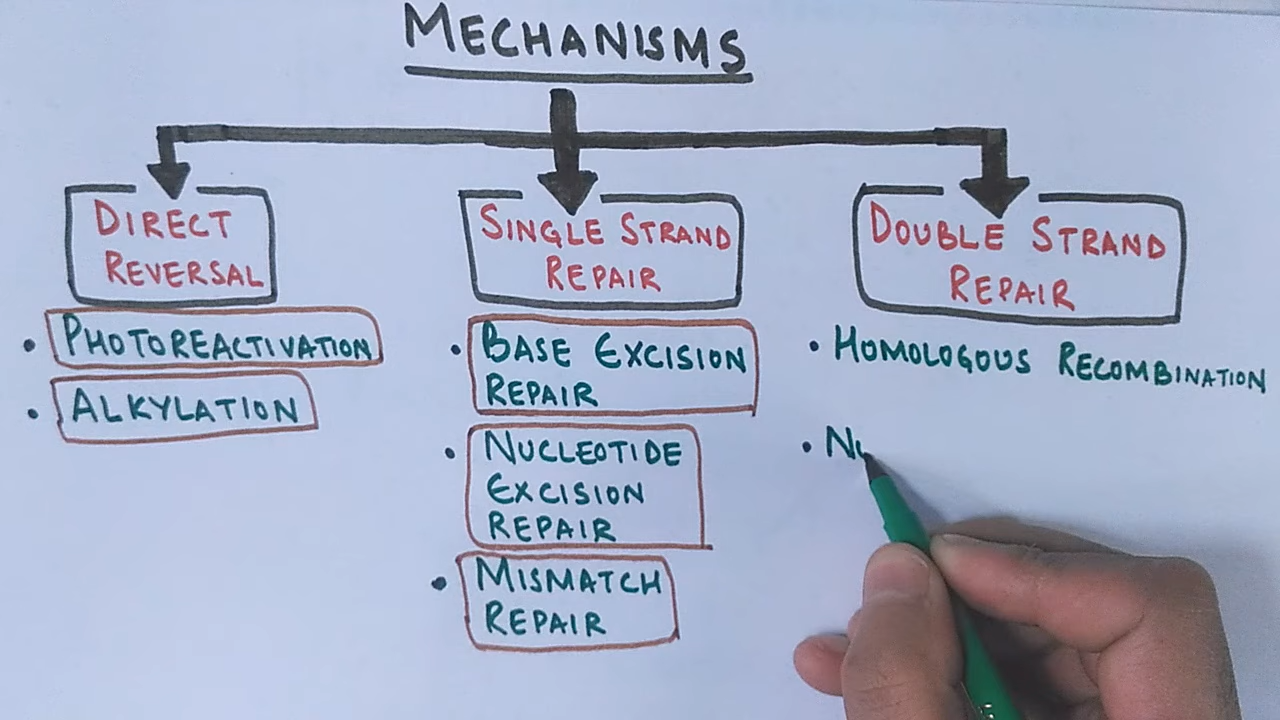 MECHANISMS
DIRECT
REVERSAL
• PHOTOREACTIVATION
• ALKYLATION
SINGLE STRAND
REPAIR
• BASE EXCISION
REPAIR
• NUCLEOTIDE
EXCISION
REPAIR
• MISMATCH
REPAIR
DOUBLE STRAND
REPAIR
• HOMOLOGOUS RECOMBINATION